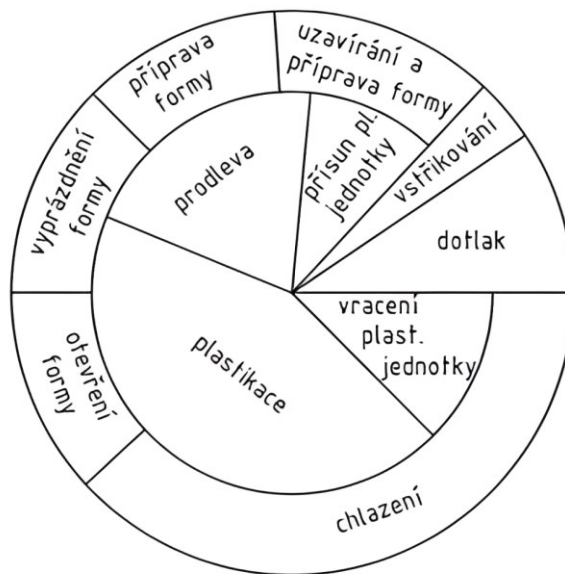 uzavírání a
příprava formy
příprava
formy
přísun pl.
jednotky
vstřikování
prodleva
vyprázdnění
formy
dotlak
vracení
plast.
jednotky
plastikace
otevření
formy
chlazení